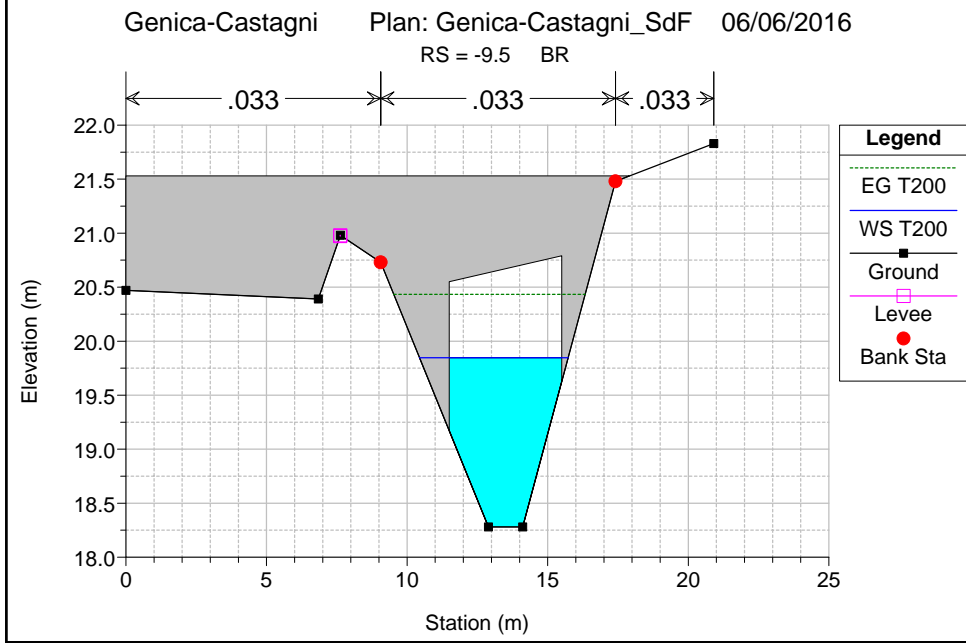 Genica-Castagni Plan: Genica-Castagni_SdF 06/06/2016
RS = -9.5 BR
.033 .033 .033
22.0
21.5
21.0
20.5
20.0
19.5
19.0
18.5
18.0
0 5 10 15 20 25
Station (m)
Elevation (m)
Legend
EG T200
WS T200
Ground
Levee
Bank Sta